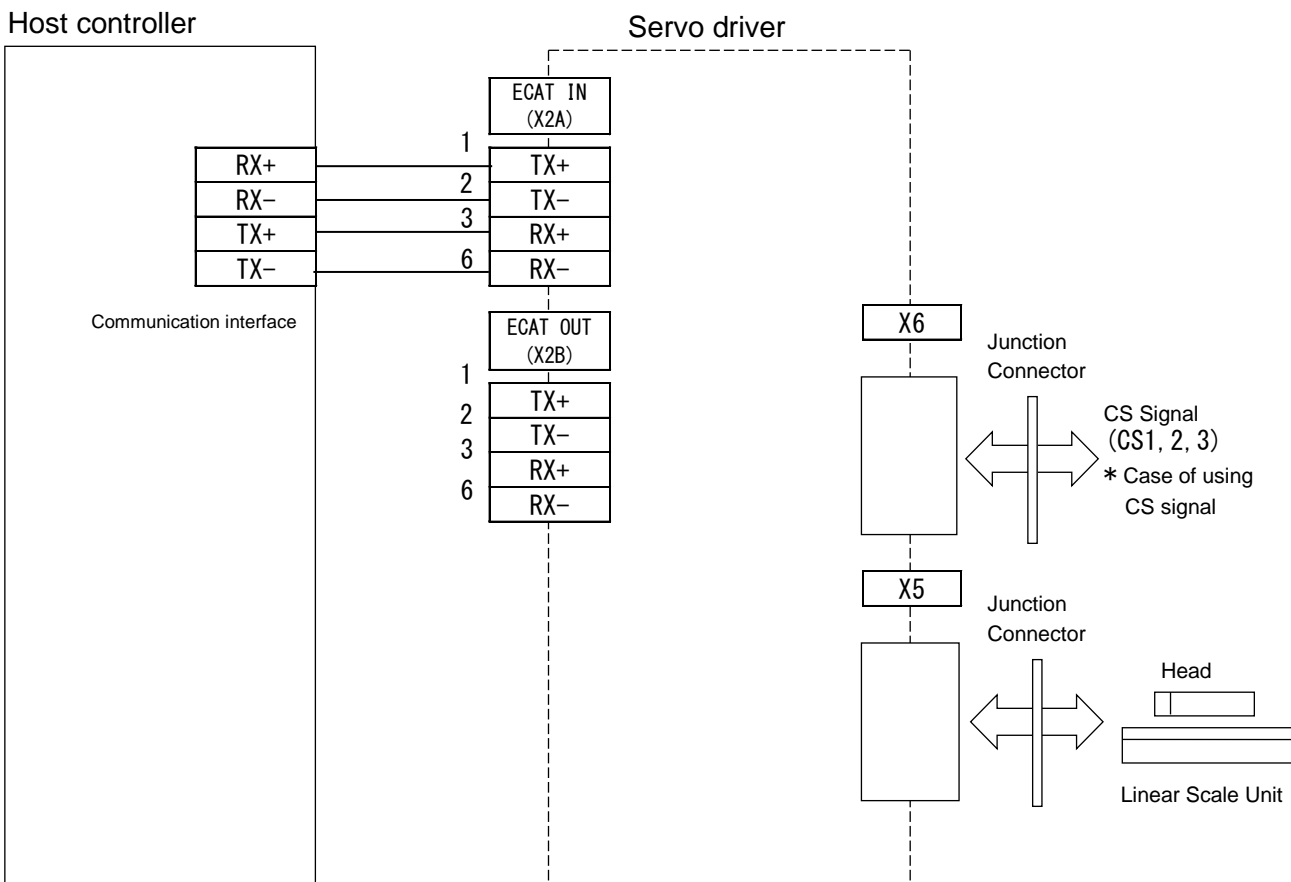 Host controller
Servo driver
ECAT IN
(X2A)
1
RX+
TX+
2
RX−
TX−
3
TX+
RX+
6
TX−
RX−
Communication interface
ECAT OUT
(X2B)
1
TX+
2
TX−
3
RX+
6
RX−
X6
Junction
Connector
CS Signal
(CS1, 2, 3)
* Case of using
CS signal
X5
Junction
Connector
Head
Linear Scale Unit